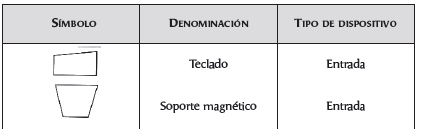 SÍMBOLO DENOMINACIÓN TIPO DE DISPOSITIVO
Teclado Entrada
Soporte magnético Entrada